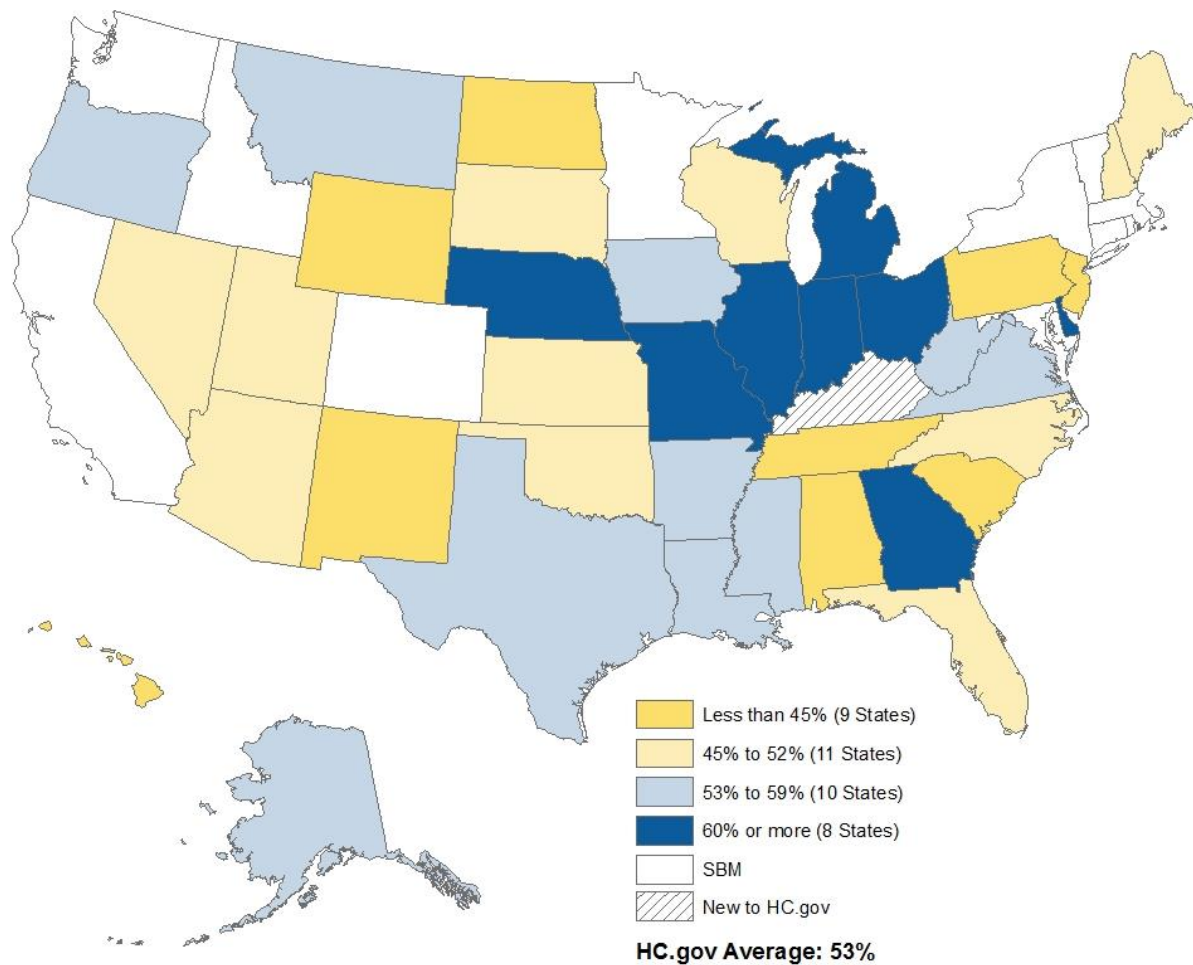 Less than 45% (9 States)
45% to 52% (11 States)
53% to 59% (10 States)
60% or more (8 States)
SBM
New to HC.gov
HC.gov Average: 53%